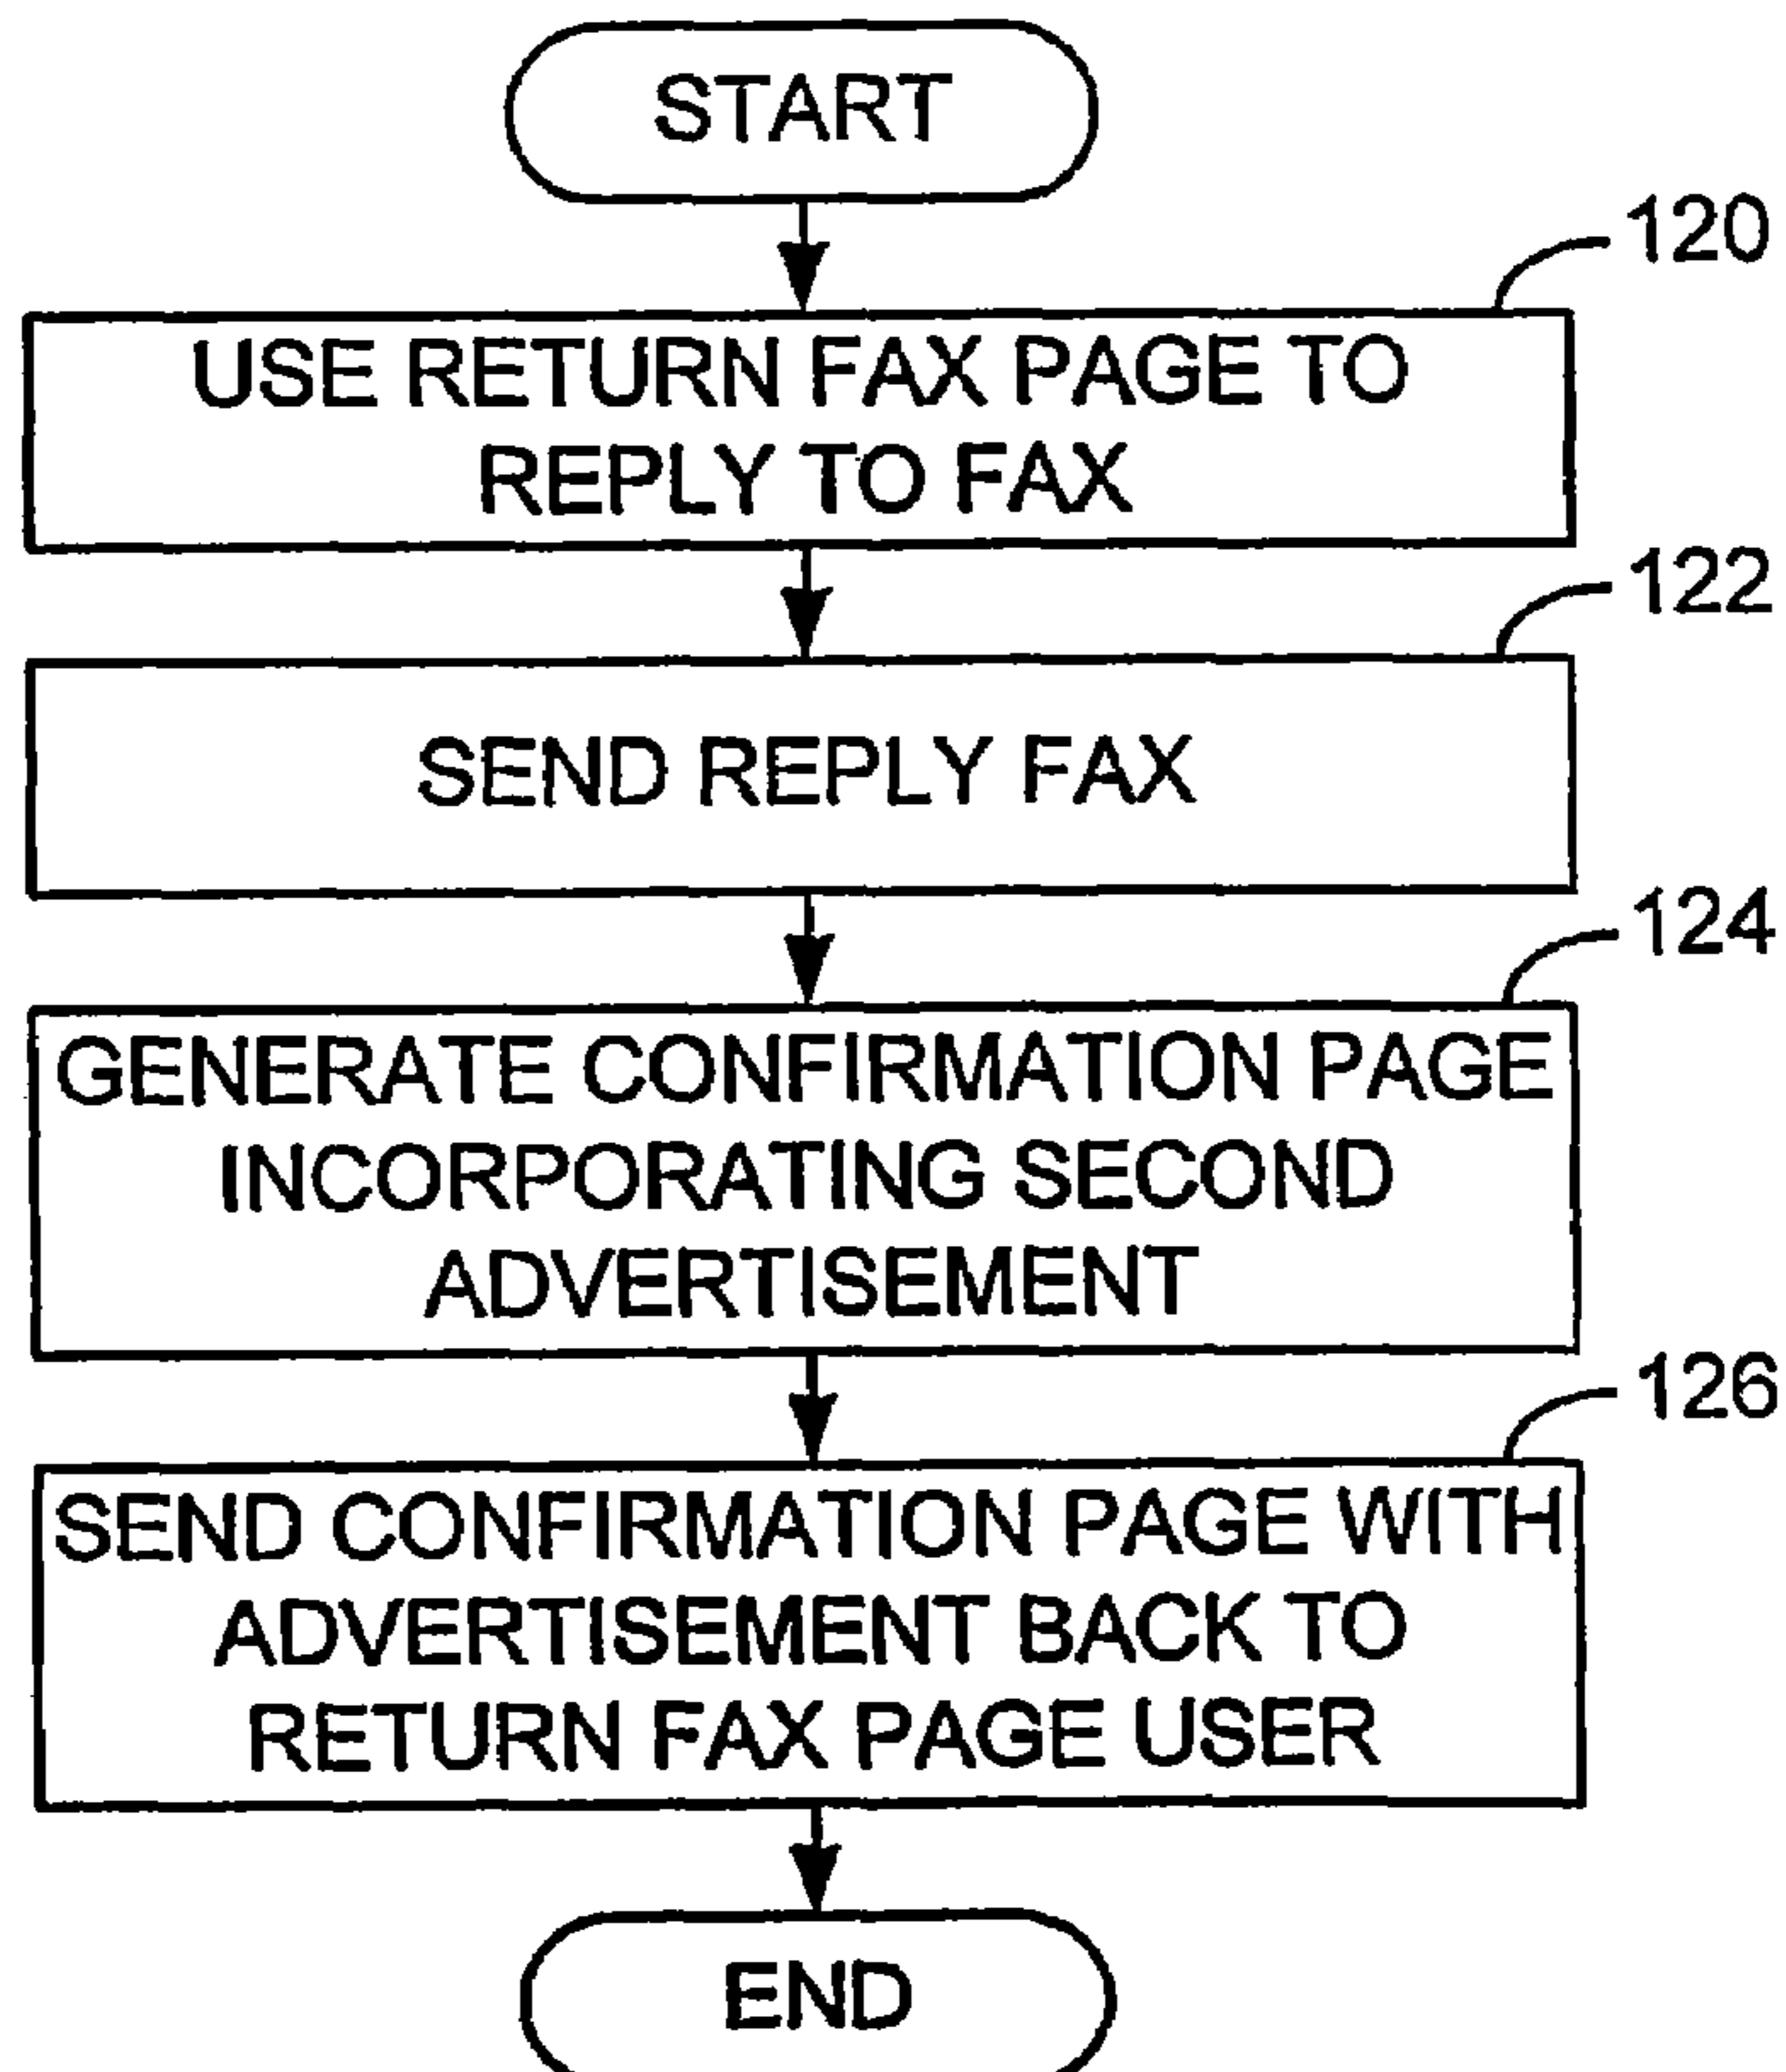 START
120
USE RETURN FAX PAGE TO
REPLY TO FAX
122
SEND REPLY FAX
124
GENERATE CONFIRMATION PAGE
INCORPORATING SECOND
ADVERTISEMENT
126
SEND CONFIRMATION PAGE WITH
ADVERTISEMENT BACK TO
RETURN FAX PAGE USER
END